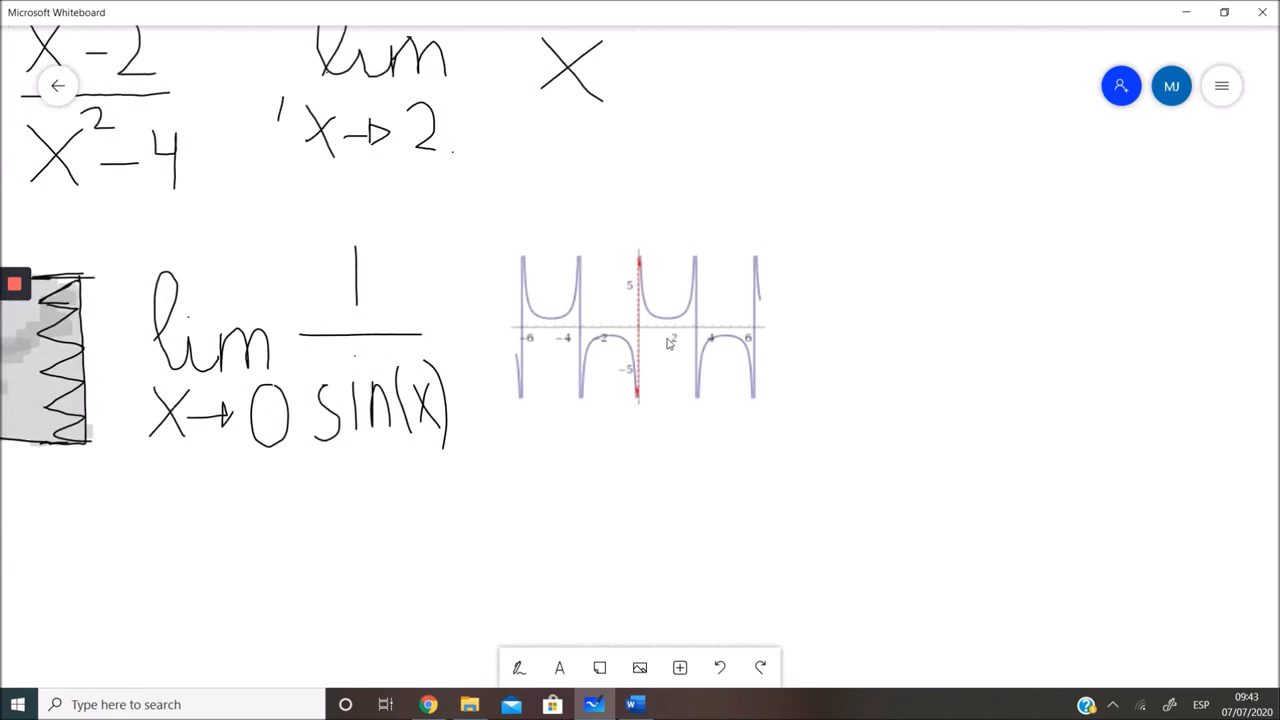 Microsoft Whiteboard
x-2
x²-4
lim
x→2.
x
MJ
lim
x→0
1
sin(x)
5
-6 -4 -2 2 4 6
-5
A
Type here to search
W
ESP
09:43
07/07/2020